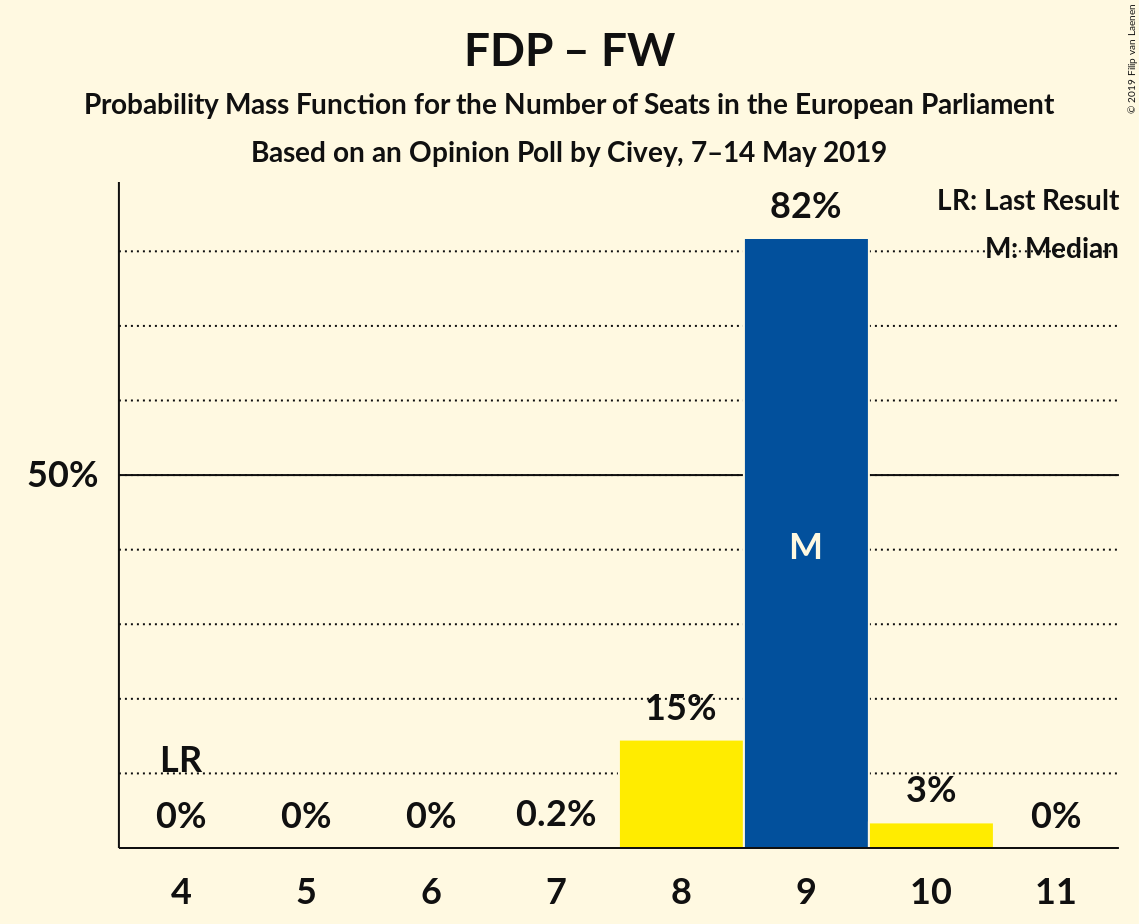 FDP – FW
Probability Mass Function for the Number of Seats in the European Parliament
Based on an Opinion Poll by Civey, 7–14 May 2019
© 2019 Filip van Laenen
LR: Last Result
M: Median
82%
50%
M
15%
LR
3%
0% 0% 0% 0.2% 0%
4 5 6 7 8 9 10 11